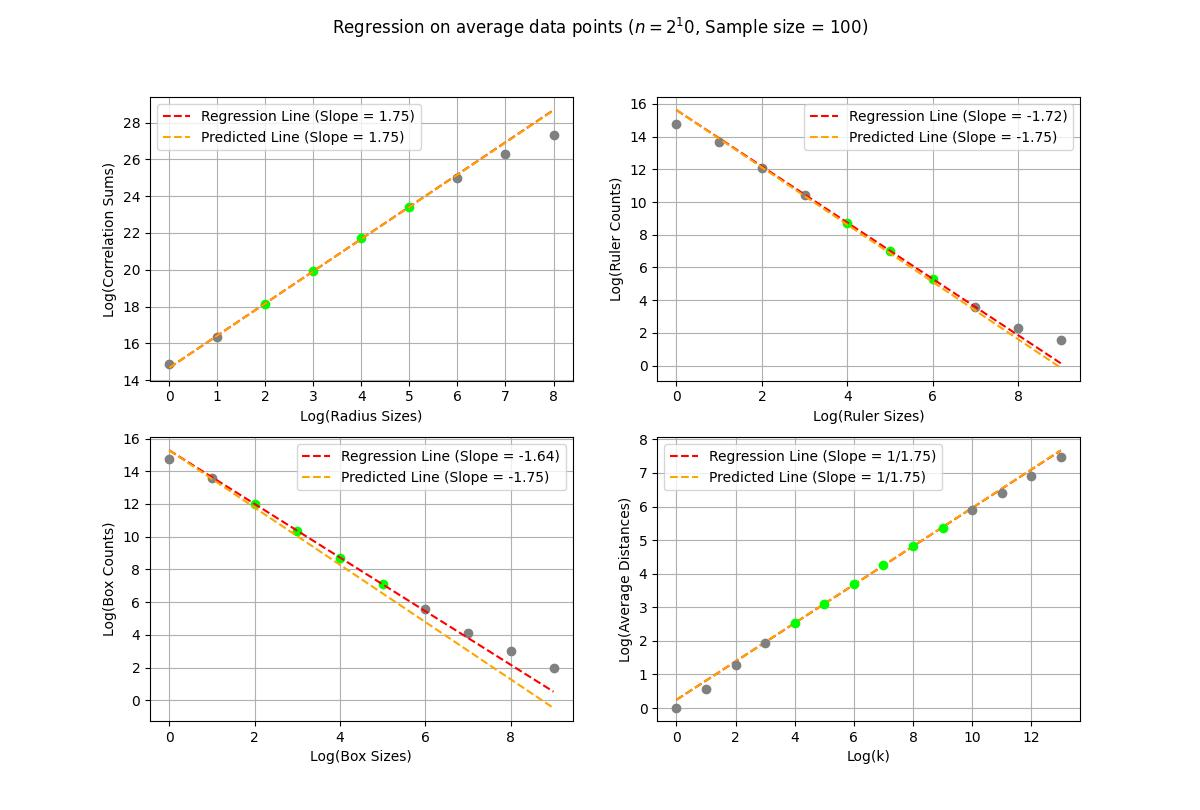 Regression on average data points (n = 2¹0, Sample size = 100)
Log(Correlation Sums)
28
26
24
22
20
18
16
14
Regression Line (Slope = 1.75)
Predicted Line (Slope = 1.75)
0 1 2 3 4 5 6 7 8
Log(Radius Sizes)
Log(Ruler Counts)
16
14
12
10
8
6
4
2
0
Regression Line (Slope = -1.72)
Predicted Line (Slope = -1.75)
0 2 4 6 8
Log(Ruler Sizes)
Log(Box Counts)
16
14
12
10
8
6
4
2
0
Regression Line (Slope = -1.64)
Predicted Line (Slope = -1.75)
0 2 4 6 8
Log(Box Sizes)
Log(Average Distances)
8
7
6
5
4
3
2
1
0
Regression Line (Slope = 1/1.75)
Predicted Line (Slope = 1/1.75)
0 2 4 6 8 10 12
Log(k)